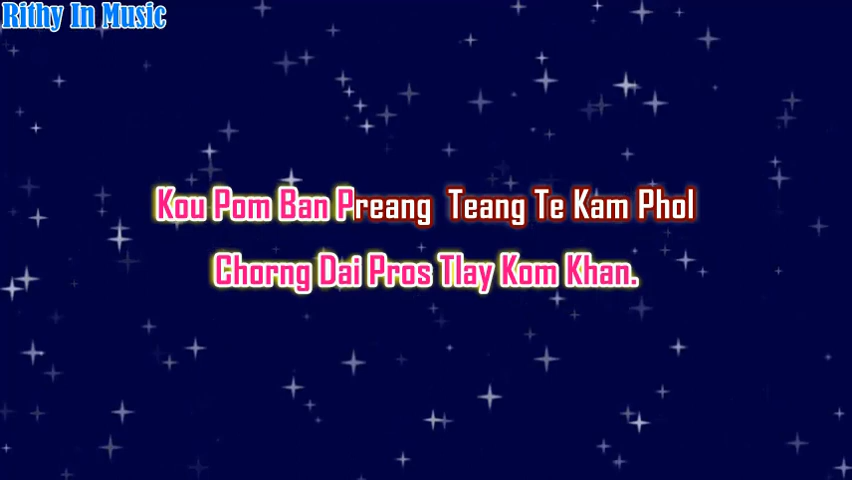 Rithy In Music
Kou Pom Ban Preang Teang Te Kam Phol
Chorng Dai Pros Tlay Kom Khan.